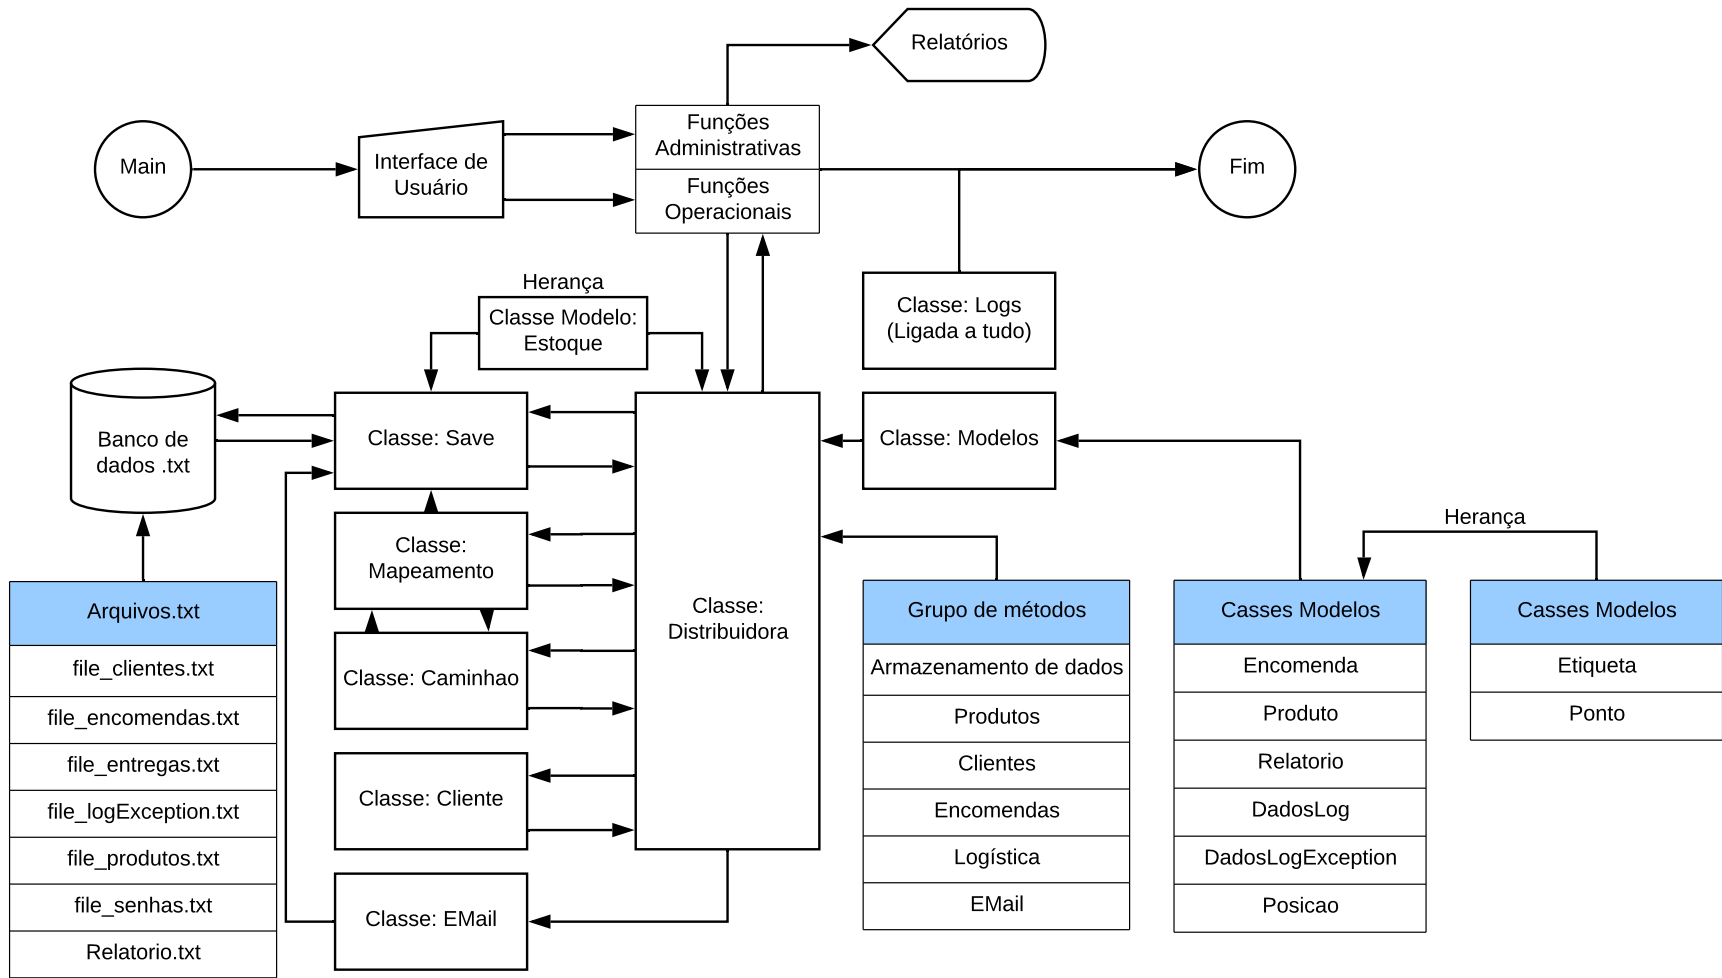 Relatórios
Main
Interface de
Usuário
Funções
Administrativas
Funções
Operacionais
Fim
Herança
Classe Modelo:
Estoque
Classe: Logs
(Ligada a tudo)
Banco de
dados .txt
Classe: Save
Classe: Modelos
Classe:
Mapeamento
Classe:
Distribuidora
Classe: Caminhao
Classe: Cliente
Classe: EMail
Arquivos.txt
file_clientes.txt
file_encomendas.txt
file_entregas.txt
file_logException.txt
file_produtos.txt
file_senhas.txt
Relatorio.txt
Grupo de métodos
Armazenamento de dados
Produtos
Clientes
Encomendas
Logística
EMail
Casses Modelos
Encomenda
Produto
Relatorio
DadosLog
DadosLogException
Posicao
Herança
Casses Modelos
Etiqueta
Ponto